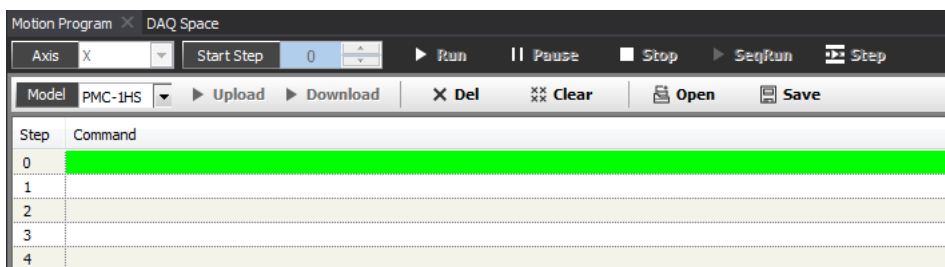 Motion Program DAQ Space
Axis X Start Step 0 Run Pause Stop SeqRun Step
Model PMC-1HS Upload Download Del Clear Open Save
Step Command
0
1
2
3
4